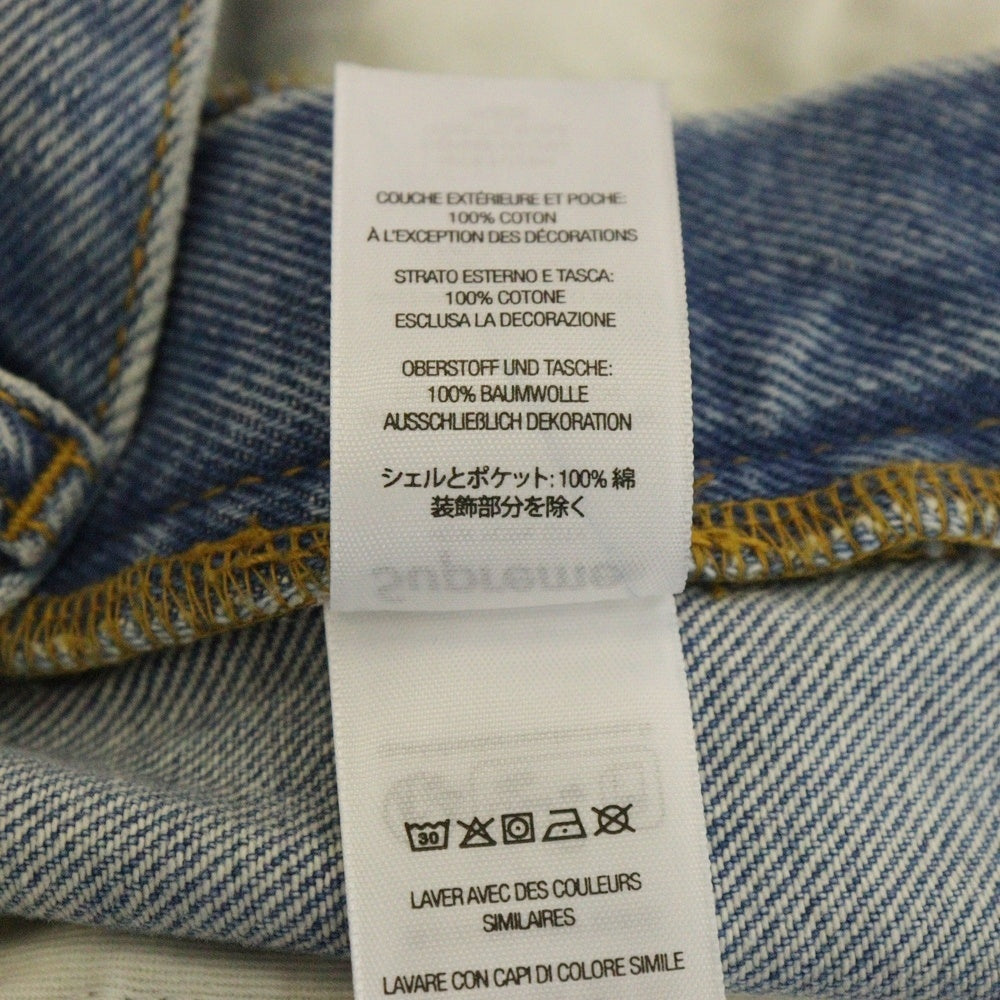 COUCHE EXTÉRIEURE ET POCHE:
100% COTON
À L'EXCEPTION DES DÉCORATIONS
STRATO ESTERNO E TASCA:
100% COTONE
ESCLUSA LA DECORAZIONE
OBERSTOFF UND TASCHE:
100% BAUMWOLLE
AUSSCHLIEßLICH DEKORATION
シェルとポケット: 100% 綿
装飾部分を除く
Supreme
30
LAVER AVEC DES COULEURS
SIMILAIRES
LAVARE CON CAPI DI COLORE SIMILE